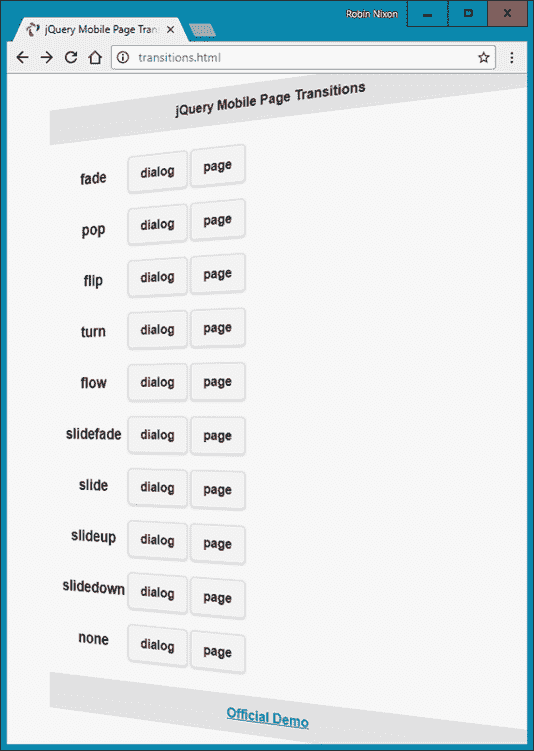 Robin Nixon
jQuery Mobile Page Tran
transitions.html
jQuery Mobile Page Transitions
fade dialog page
pop dialog page
flip dialog page
turn dialog page
flow dialog page
slidefade dialog page
slide dialog page
slideup dialog page
slidedown dialog page
none dialog page
Official Demo